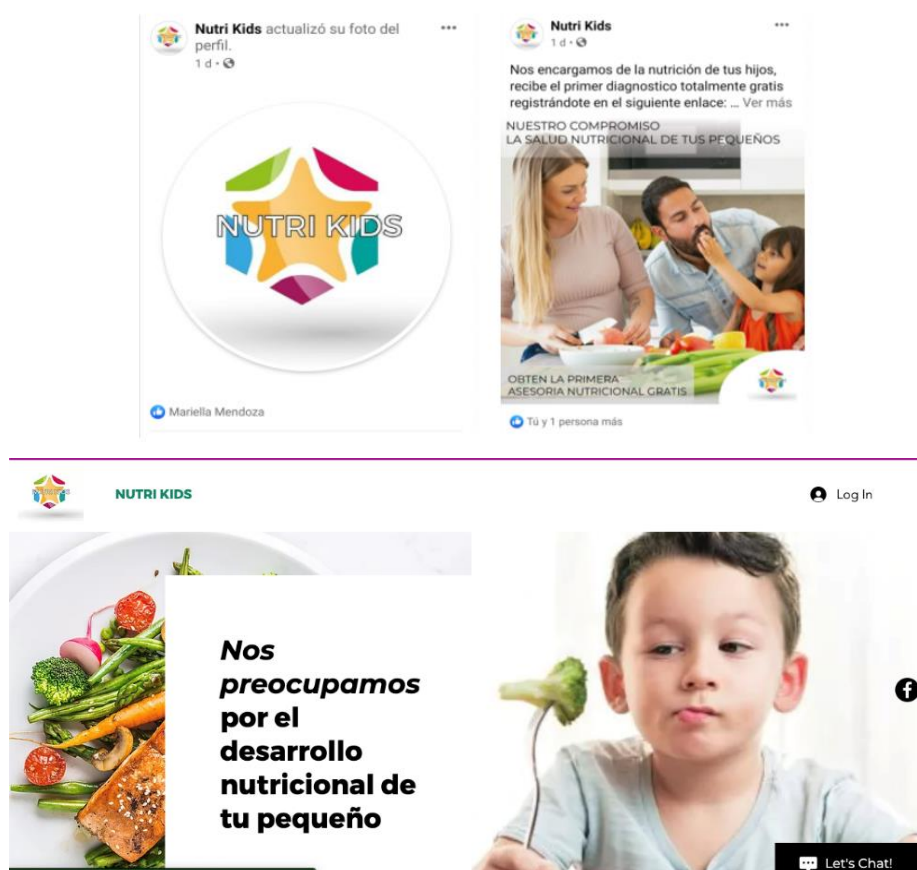 Nutri Kids actualizó su foto del
perfil.
1 d
NUTRI KIDS
Mariella Mendoza
Nutri Kids
1 d
Nos encargamos de la nutrición de tus hijos,
recibe el primer diagnostico totalmente gratis
registrándote en el siguiente enlace: ... Ver más
NUESTRO COMPROMISO
LA SALUD NUTRICIONAL DE TUS PEQUEÑOS
OBTEN LA PRIMERA
ASESORIA NUTRICIONAL GRATIS
Tú y 1 persona más
NUTRI KIDS
NUTRI KIDS
Log In
Nos
preocupamos
por el
desarrollo
nutricional de
tu pequeño
Let's Chat!